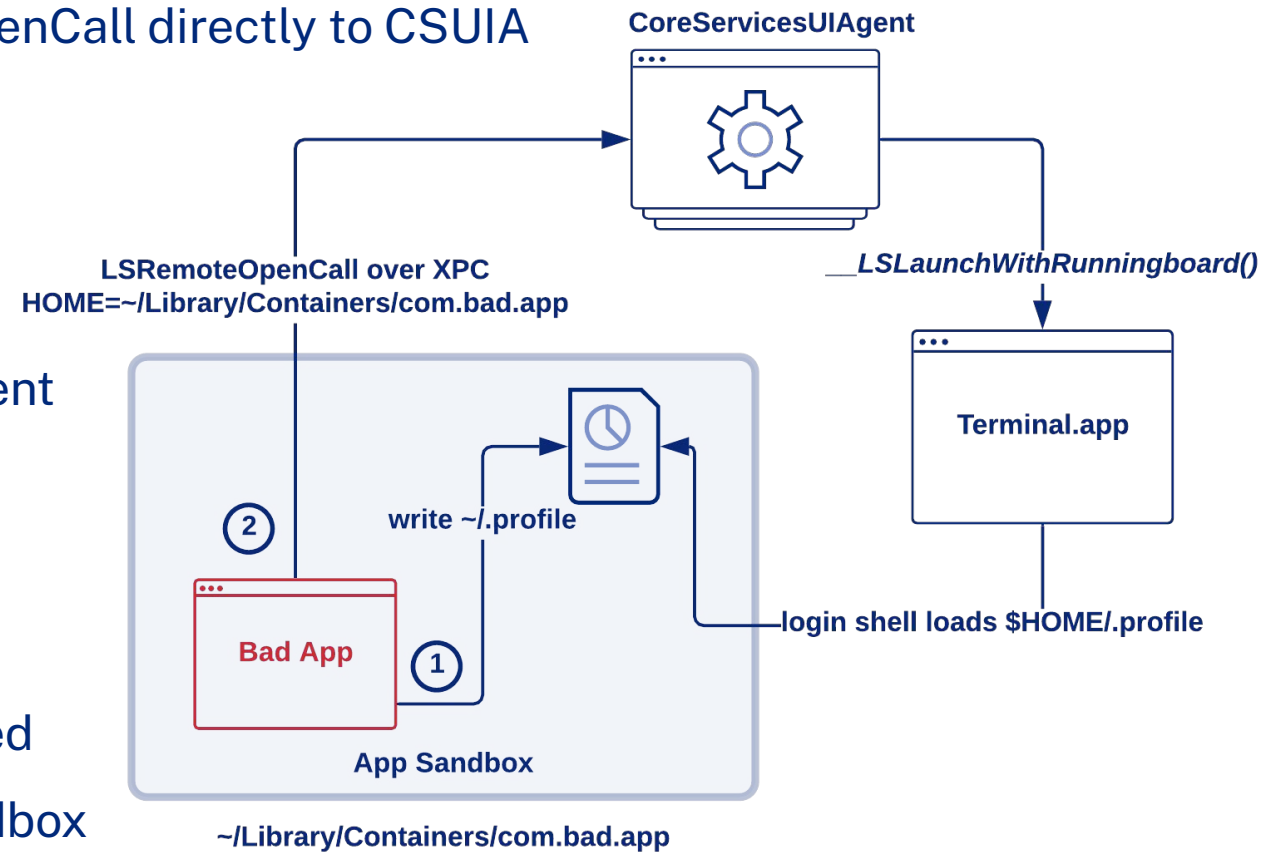 enCall directly to CSUIA
CoreServicesUIAgent
LSRemoteOpenCall over XPC
HOME=~/Library/Containers/com.bad.app
__LSLaunchWithRunningboard()
ent
Terminal.app
2
write ~/.profile
login shell loads $HOME/.profile
Bad App
1
ed
App Sandbox
lbox
~/Library/Containers/com.bad.app